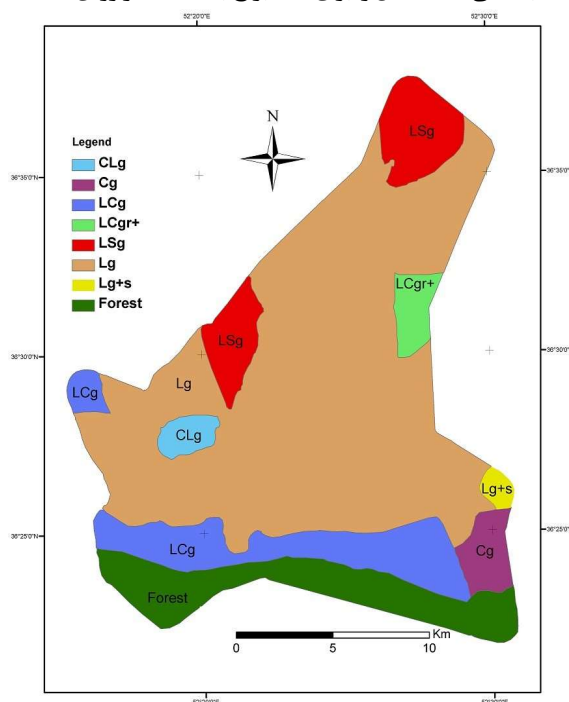 52°20'0"E
52°30'0"E
N
LSg
Legend
CLg
Cg
LCg
LCgr+
LSg
Lg
Lg+s
Forest
36°35'0"N
36°35'0"N
LCgr+
LSg
36°30'0"N
36°30'0"N
Lg
LCg
CLg
Lg+s
36°25'0"N
36°25'0"N
LCg
Cg
Forest
Km
0
5
10